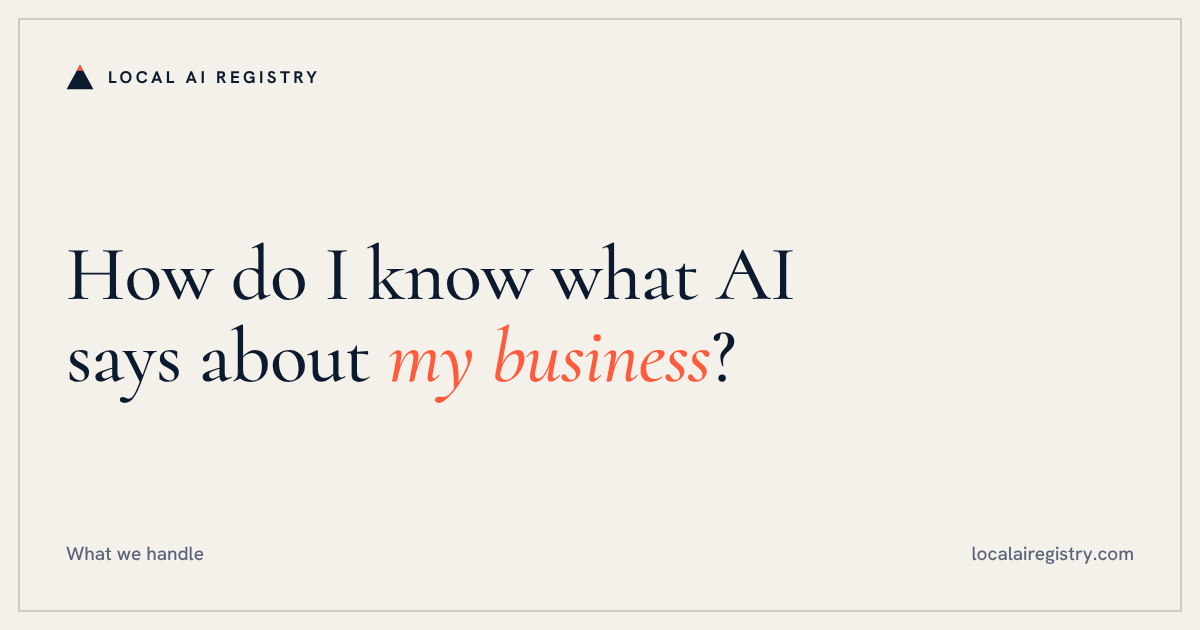 LOCAL AI REGISTRY
How do I know what AI
says about my business?
What we handle
localairegistry.com